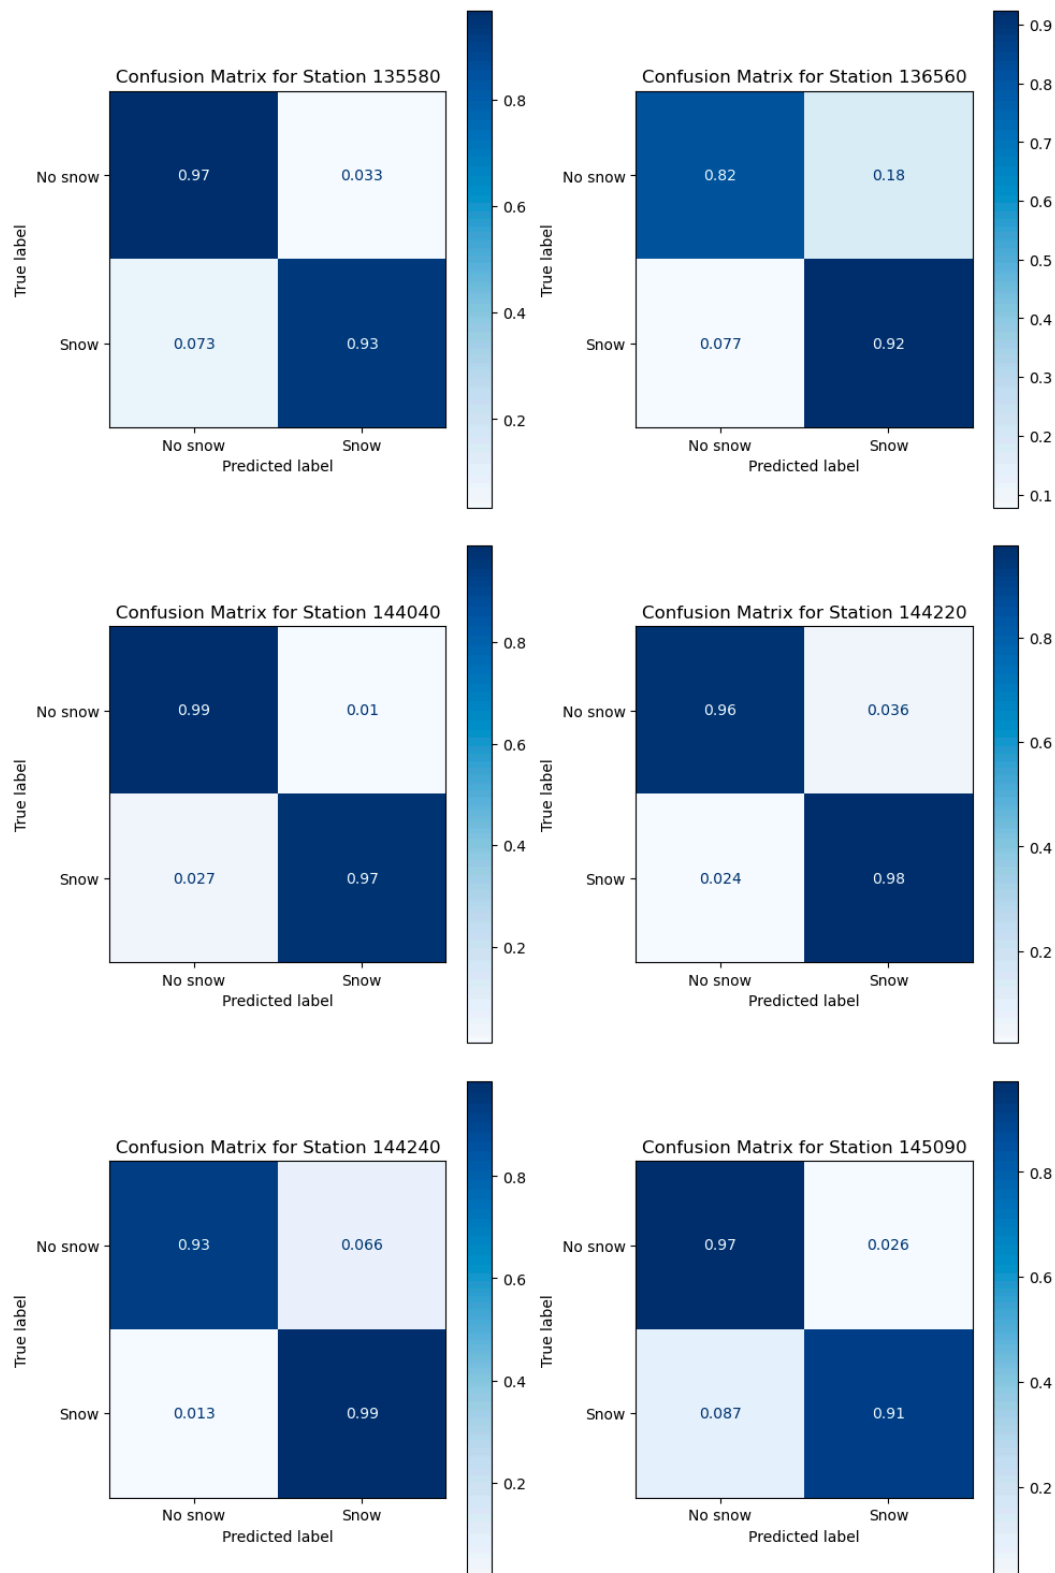 Confusion Matrix for Station 135580
No snow
Snow
True label
0.97
0.033
0.073
0.93
No snow
Snow
Predicted label
0.8
0.6
0.4
0.2
Confusion Matrix for Station 136560
No snow
Snow
True label
0.82
0.18
0.077
0.92
No snow
Snow
Predicted label
0.9
0.8
0.7
0.6
0.5
0.4
0.3
0.2
0.1
Confusion Matrix for Station 144040
No snow
Snow
True label
0.99
0.01
0.027
0.97
No snow
Snow
Predicted label
0.8
0.6
0.4
0.2
Confusion Matrix for Station 144220
No snow
Snow
True label
0.96
0.036
0.024
0.98
No snow
Snow
Predicted label
0.8
0.6
0.4
0.2
Confusion Matrix for Station 144240
No snow
Snow
True label
0.93
0.066
0.013
0.99
No snow
Snow
Predicted label
0.8
0.6
0.4
0.2
Confusion Matrix for Station 145090
No snow
Snow
True label
0.97
0.026
0.087
0.91
No snow
Snow
Predicted label
0.8
0.6
0.4
0.2